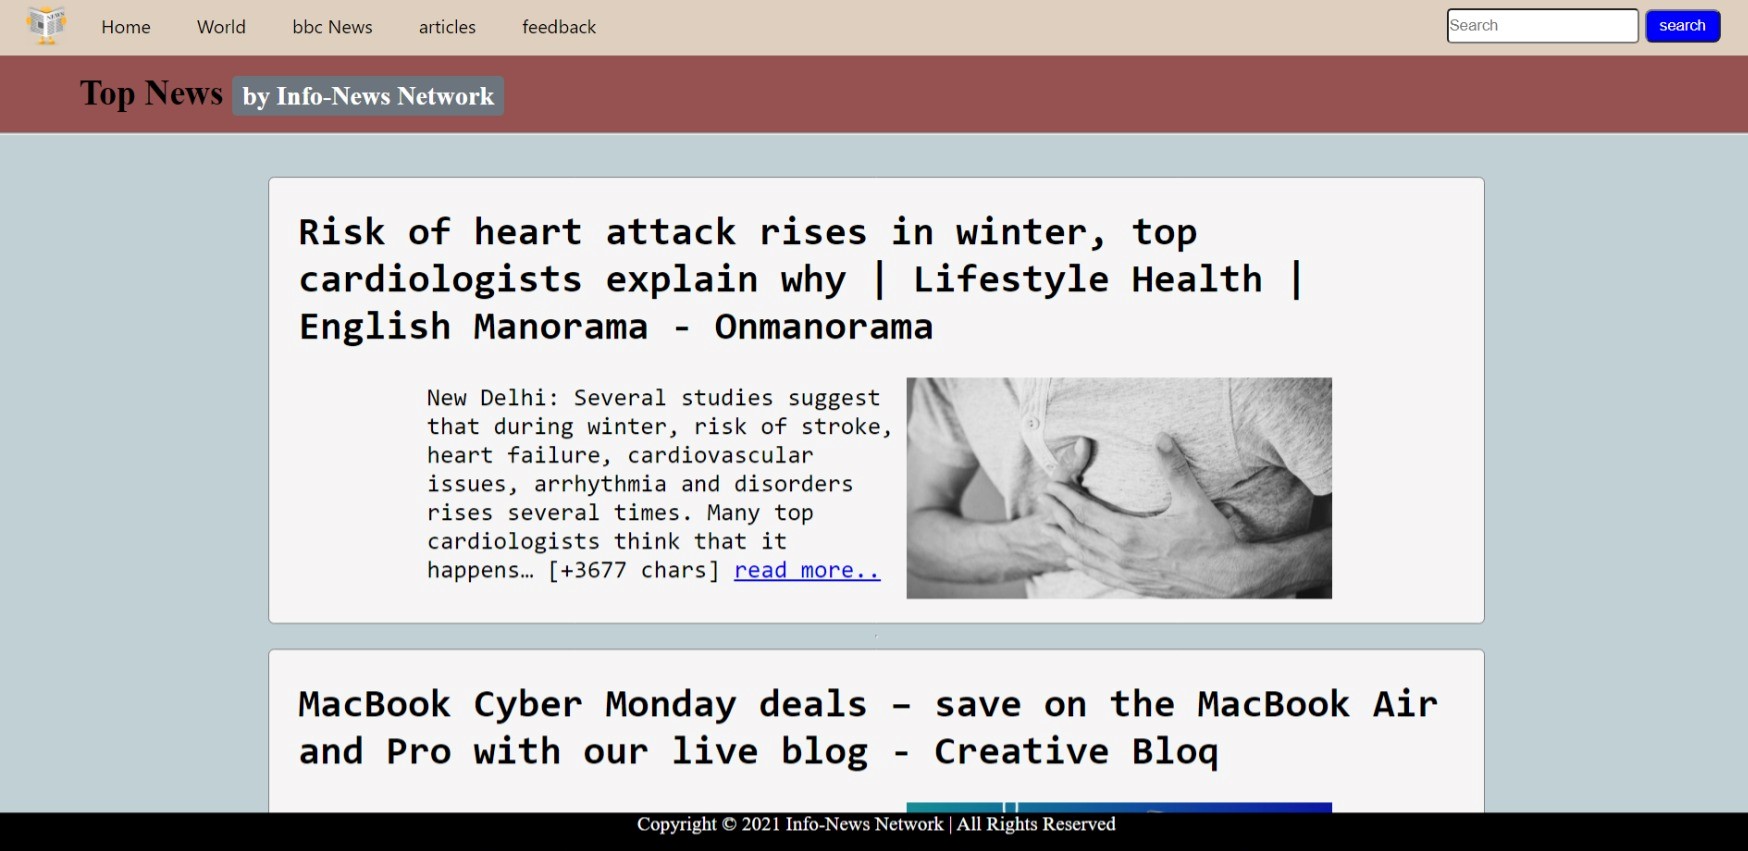 NEWS
Home World bbc News articles feedback Search search
Top News by Info-News Network
Risk of heart attack rises in winter, top
cardiologists explain why | Lifestyle Health |
English Manorama - Onmanorama
New Delhi: Several studies suggest
that during winter, risk of stroke,
heart failure, cardiovascular
issues, arrhythmia and disorders
rises several times. Many top
cardiologists think that it
happens… [+3677 chars] read more..
MacBook Cyber Monday deals – save on the MacBook Air
and Pro with our live blog - Creative Bloq
Copyright © 2021 Info-News Network | All Rights Reserved